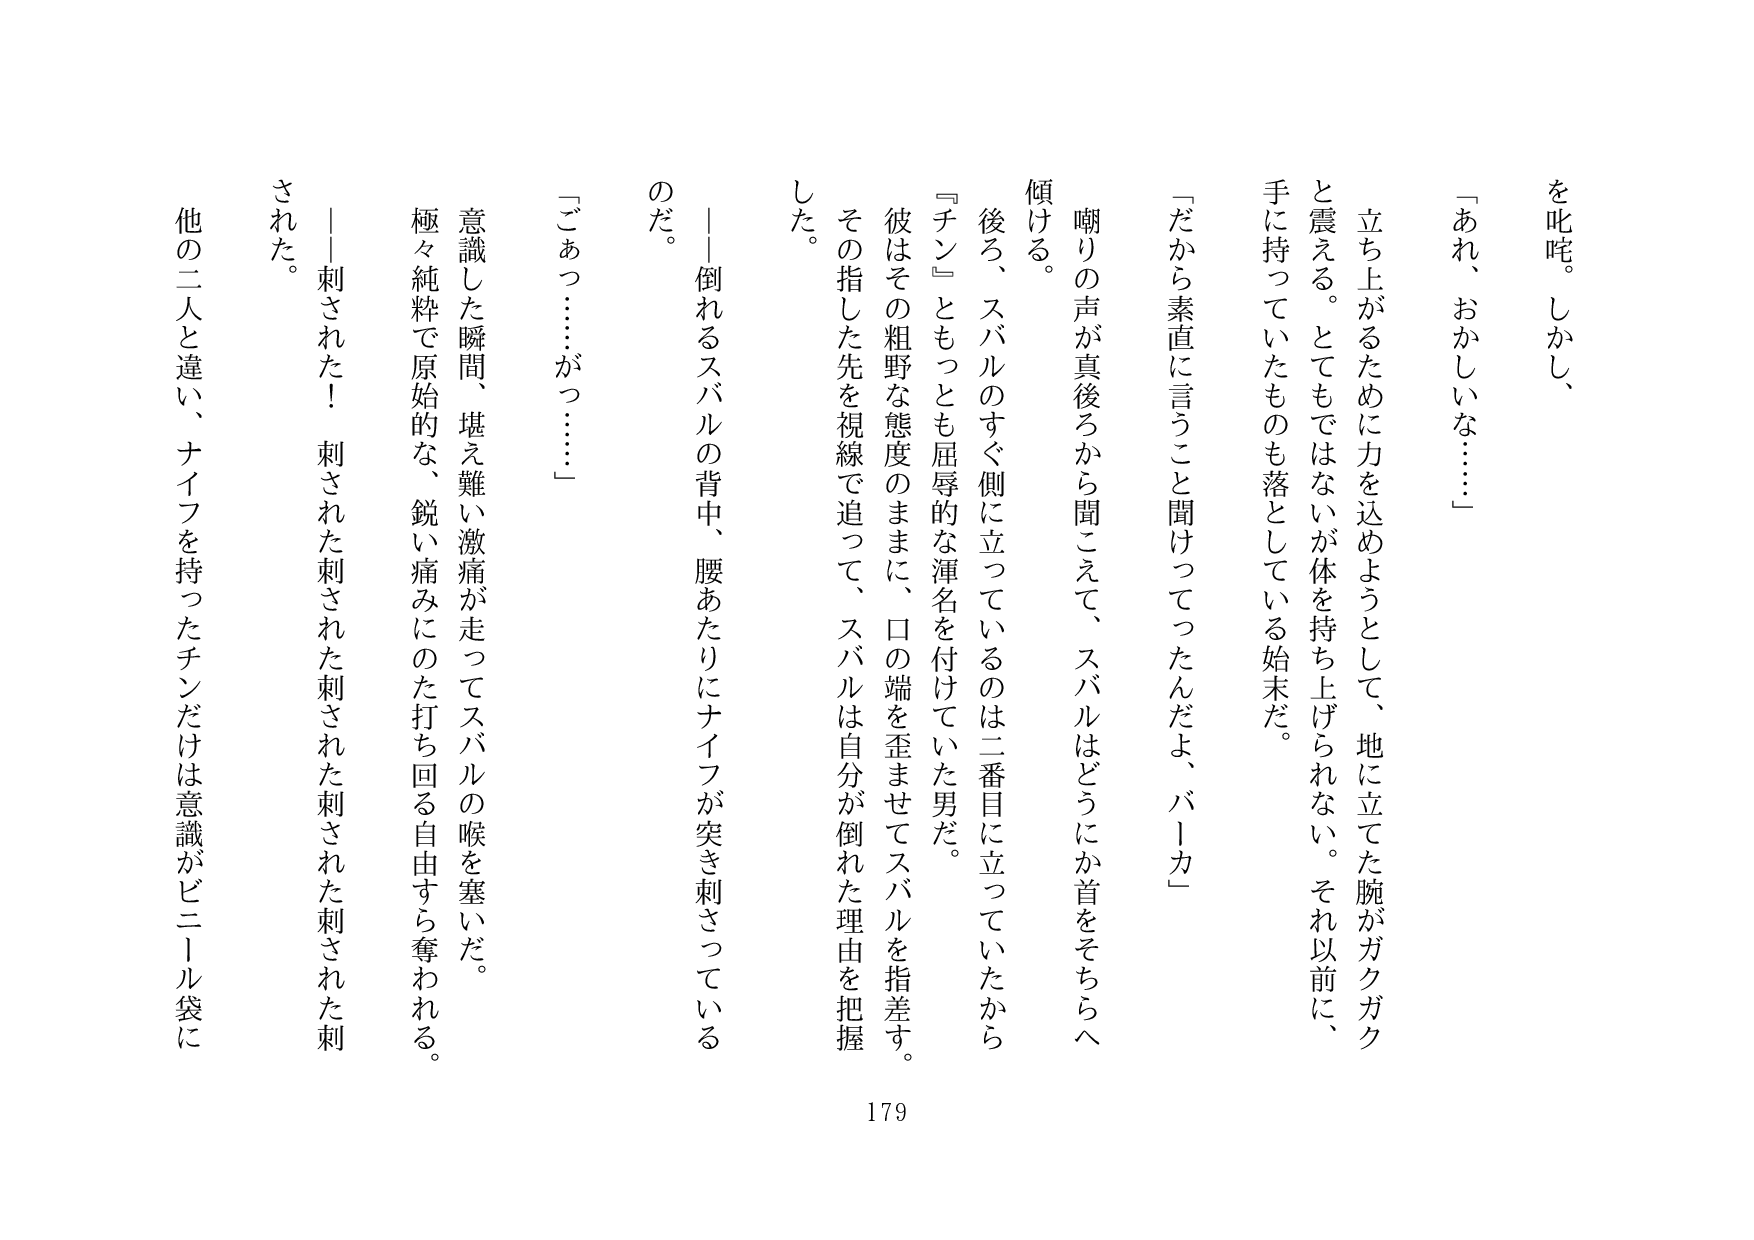 を叱咤。しかし、
「あれ、おかしいな……」
　立ち上がるために力を込めようとして、地に立てた腕がガクガク
と震える。とてもではないが体を持ち上げられない。それ以前に、
手に持っていたものも落としている始末だ。
「だから素直に言うこと聞けってったんだよ、バーカ」
　嘲りの声が真後ろから聞こえて、スバルはどうにか首をそちらへ
傾ける。
　後ろ、スバルのすぐ側に立っているのは二番目に立っていたから
『チン』ともっとも屈辱的な渾名を付けていた男だ。
　彼はその粗野な態度のままに、口の端を歪ませてスバルを指差す。
　その指した先を視線で追って、スバルは自分が倒れた理由を把握
した。
　――倒れるスバルの背中、腰あたりにナイフが突き刺さっている
のだ。
「ごぁっ……がっ……」
　意識した瞬間、堪え難い激痛が走ってスバルの喉を塞いだ。
　極々純粋で原始的な、鋭い痛みにのた打ち回る自由すら奪われる。
　――刺された！　刺された刺された刺された刺された刺された刺
された。
　他の二人と違い、ナイフを持ったチンだけは意識がビニール袋に
179